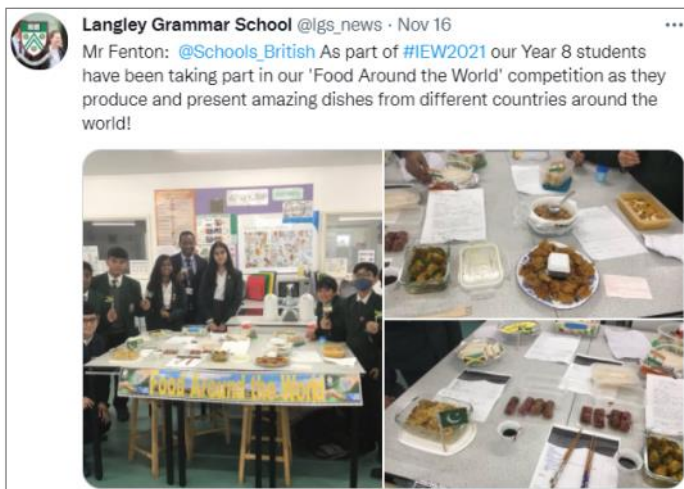 Langley Grammar School @lgs_news · Nov 16
Mr Fenton: @Schools_British As part of #IEW2021 our Year 8 students
have been taking part in our 'Food Around the World' competition as they
produce and present amazing dishes from different countries around the
world!
Food Around the World